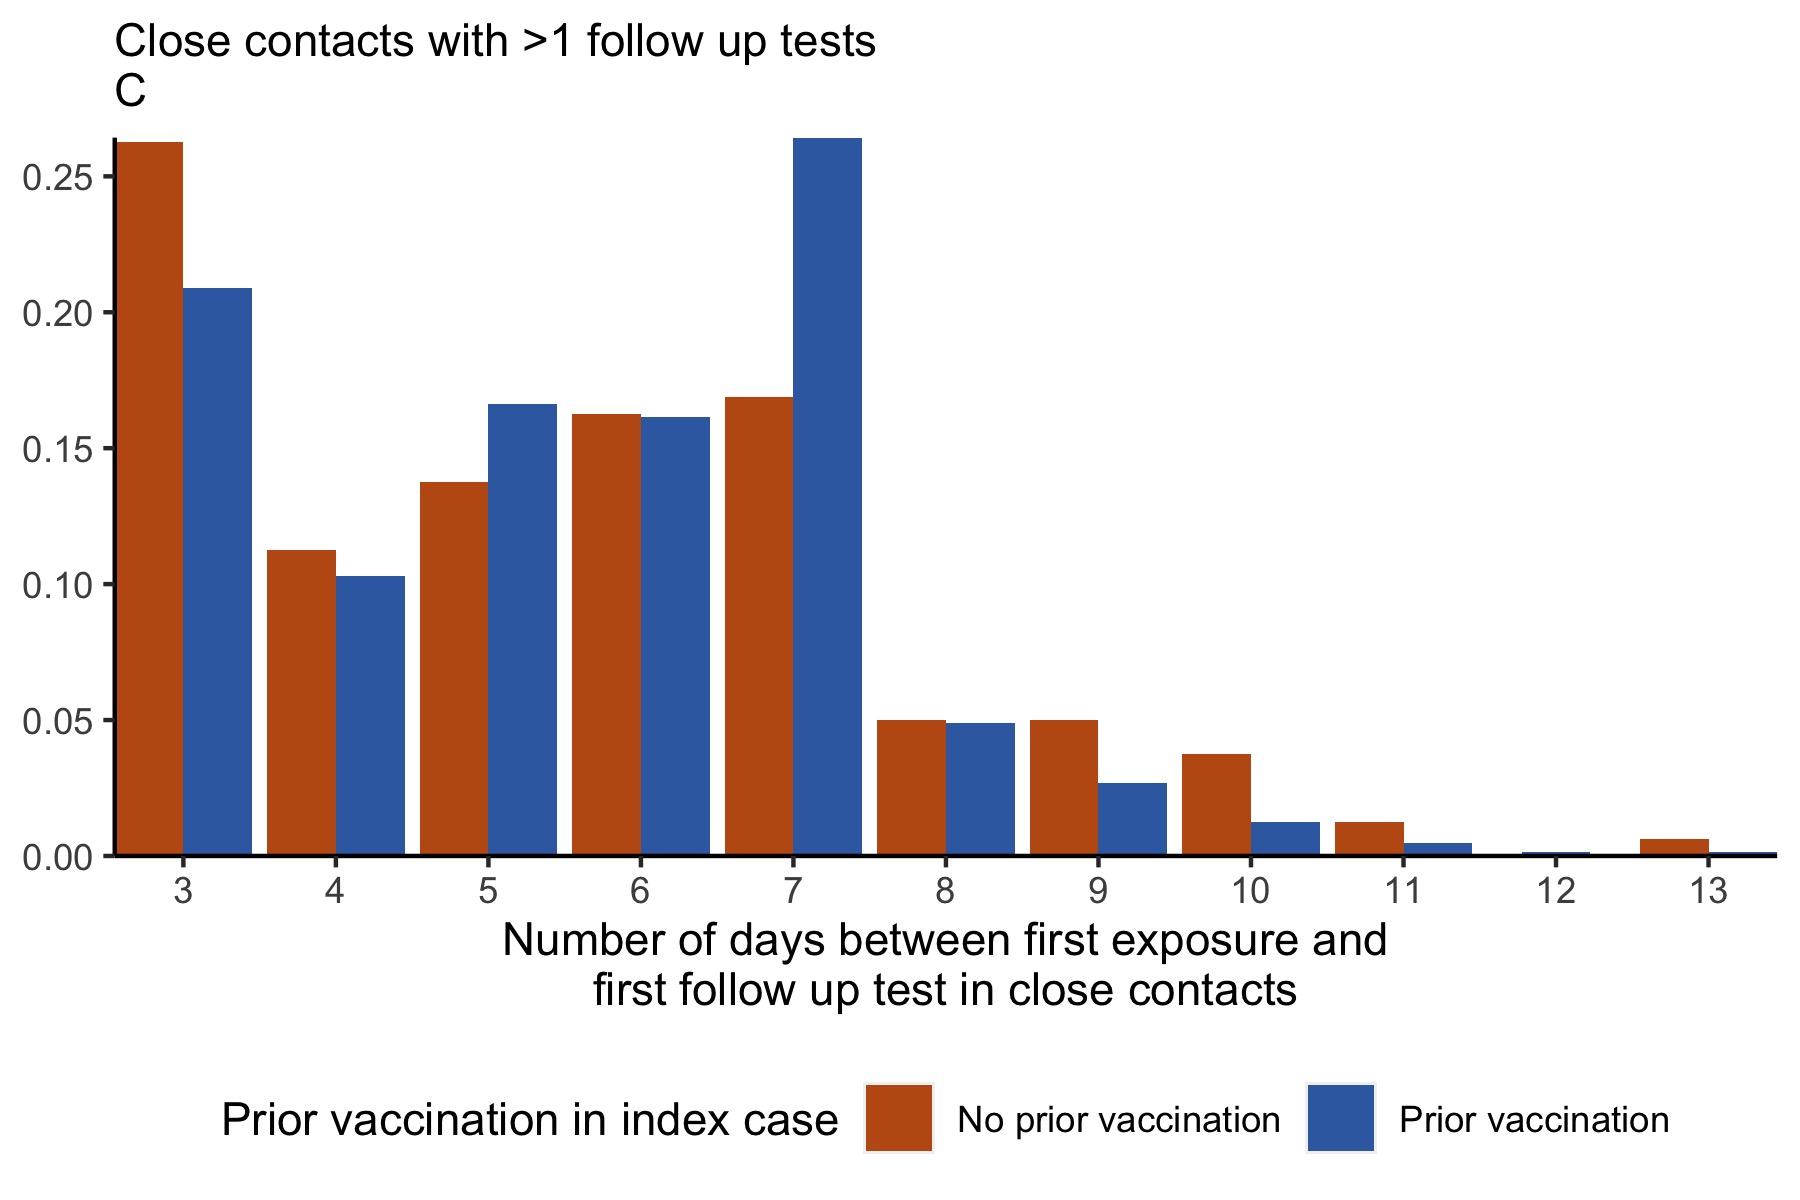 Close contacts with >1 follow up tests
C
0.25
0.20
0.15
0.10
0.05
0.00
3 4 5 6 7 8 9 10 11 12 13
Number of days between first exposure and
first follow up test in close contacts
Prior vaccination in index case No prior vaccination Prior vaccination